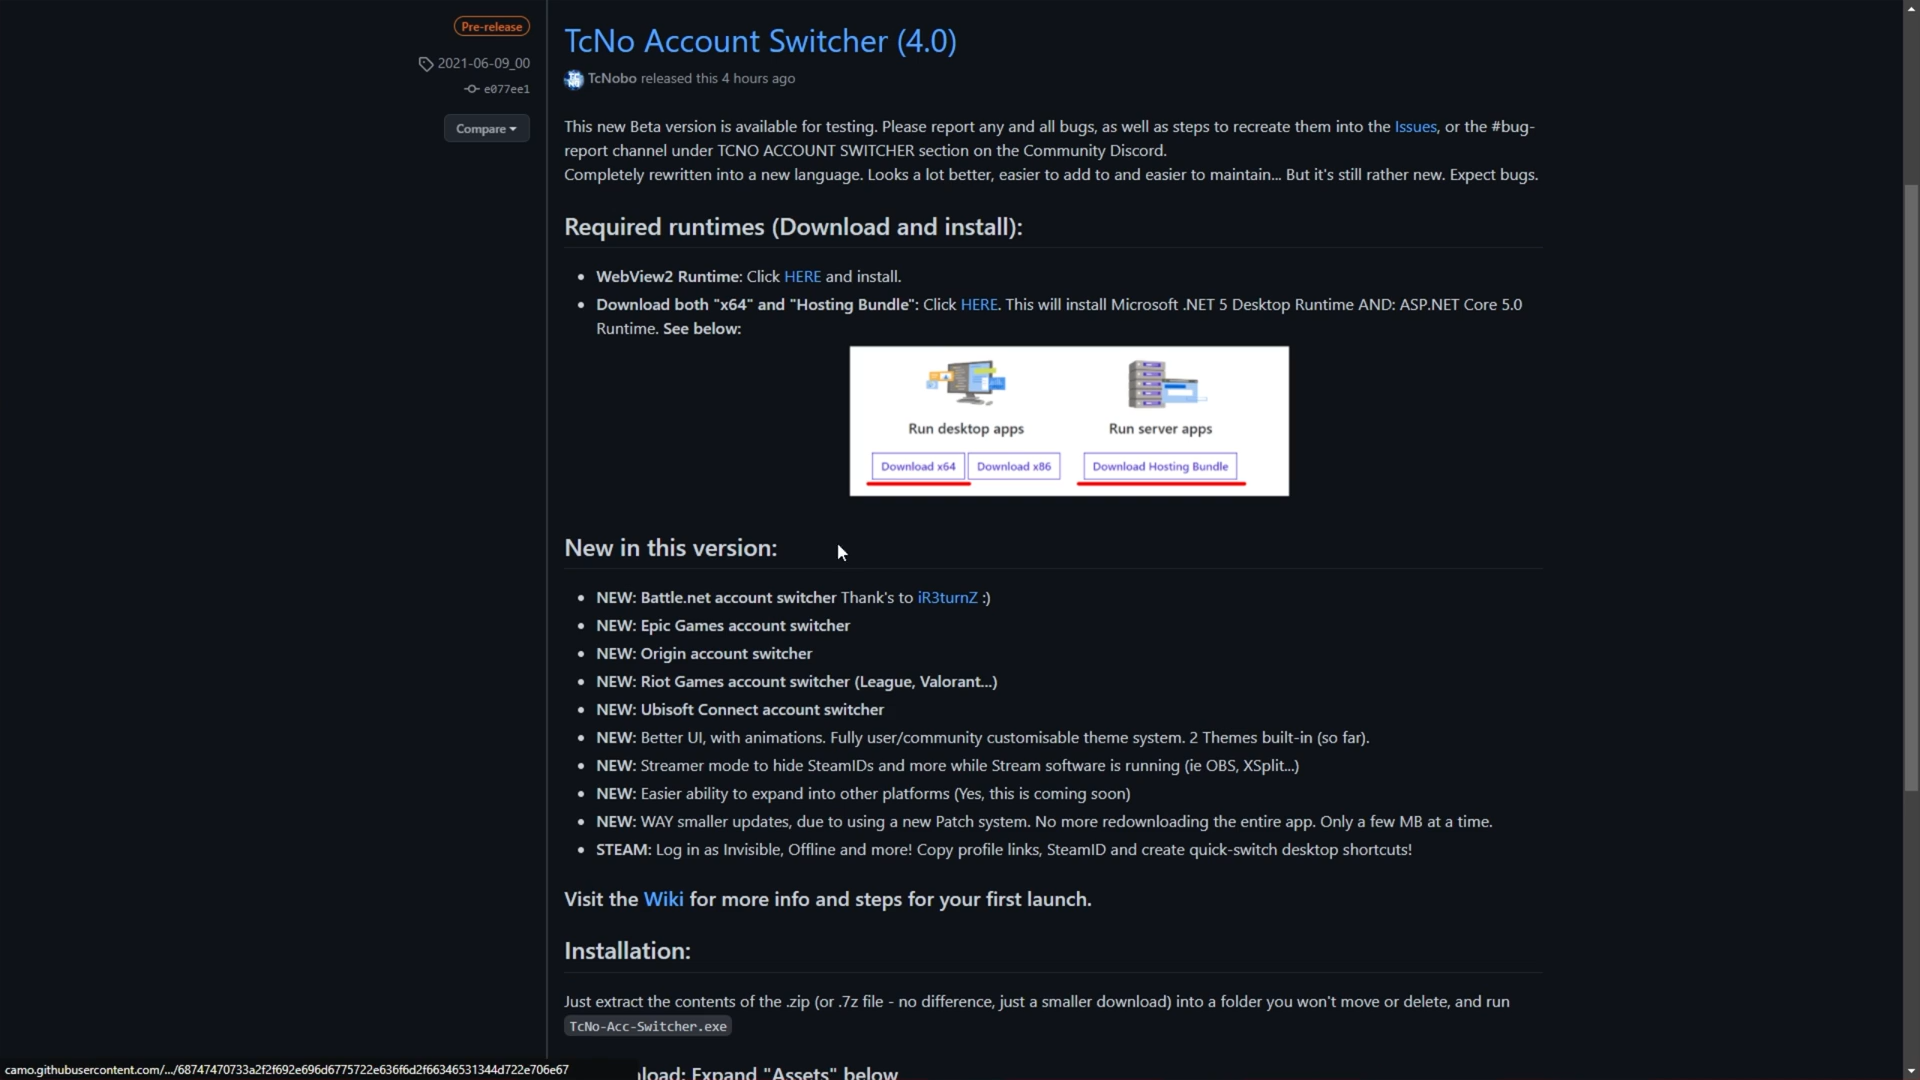 Pre-release
2021-06-09_00
e077ee1
Compare
TcNo Account Switcher (4.0)
TcNobo released this 4 hours ago
This new Beta version is available for testing. Please report any and all bugs, as well as steps to recreate them into the Issues, or the #bug-
report channel under TCNO ACCOUNT SWITCHER section on the Community Discord.
Completely rewritten into a new language. Looks a lot better, easier to add to and easier to maintain... But it's still rather new. Expect bugs.
Required runtimes (Download and install):
WebView2 Runtime: Click HERE and install.
Download both "x64" and "Hosting Bundle": Click HERE. This will install Microsoft .NET 5 Desktop Runtime AND: ASP.NET Core 5.0
Runtime. See below:
Run desktop apps
Run server apps
Download x64
Download x86
Download Hosting Bundle
New in this version:
NEW: Battle.net account switcher Thank's to iR3turnZ :)
NEW: Epic Games account switcher
NEW: Origin account switcher
NEW: Riot Games account switcher (League, Valorant...)
NEW: Ubisoft Connect account switcher
NEW: Better UI, with animations. Fully user/community customisable theme system. 2 Themes built-in (so far).
NEW: Streamer mode to hide SteamIDs and more while Stream software is running (ie OBS, XSplit...)
NEW: Easier ability to expand into other platforms (Yes, this is coming soon)
NEW: WAY smaller updates, due to using a new Patch system. No more redownloading the entire app. Only a few MB at a time.
STEAM: Log in as Invisible, Offline and more! Copy profile links, SteamID and create quick-switch desktop shortcuts!
Visit the Wiki for more info and steps for your first launch.
Installation:
Just extract the contents of the .zip (or .7z file - no difference, just a smaller download) into a folder you won't move or delete, and run
TcNo-Acc-Switcher.exe
load: Expand "Assets" below
camo.githubusercontent.com/.../68747470733a2f2f692e696d6775722e636f6d2f66346531344d722e706e67